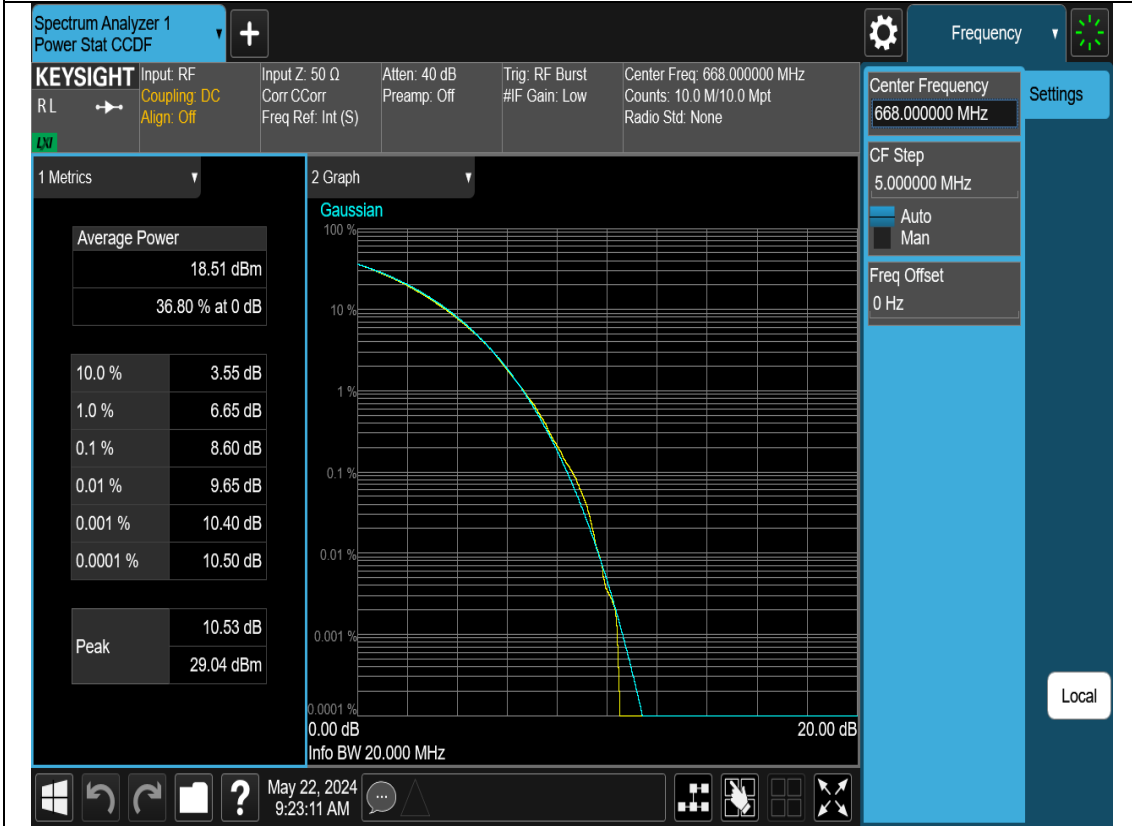 Spectrum Analyzer 1
Power Stat CCDF
+
Frequency
KEYSIGHT
RL
LXI
Input: RF
Coupling: DC
Align: Off
Input Z: 50 Ω
Corr CCorr
Freq Ref: Int (S)
Atten: 40 dB
Preamp: Off
Trig: RF Burst
#IF Gain: Low
Center Freq: 668.000000 MHz
Counts: 10.0 M/10.0 Mpt
Radio Std: None
Center Frequency
668.000000 MHz
Settings
CF Step
5.000000 MHz
Auto
Man
Freq Offset
0 Hz
Local
1 Metrics
Average Power
18.51 dBm
36.80 % at 0 dB
10.0 % 3.55 dB
1.0 % 6.65 dB
0.1 % 8.60 dB
0.01 % 9.65 dB
0.001 % 10.40 dB
0.0001 % 10.50 dB
Peak
10.53 dB
29.04 dBm
2 Graph
Gaussian
100 %
10 %
1 %
0.1 %
0.01 %
0.001 %
0.0001 %
0.00 dB 20.00 dB
Info BW 20.000 MHz
?
May 22, 2024
9:23:11 AM